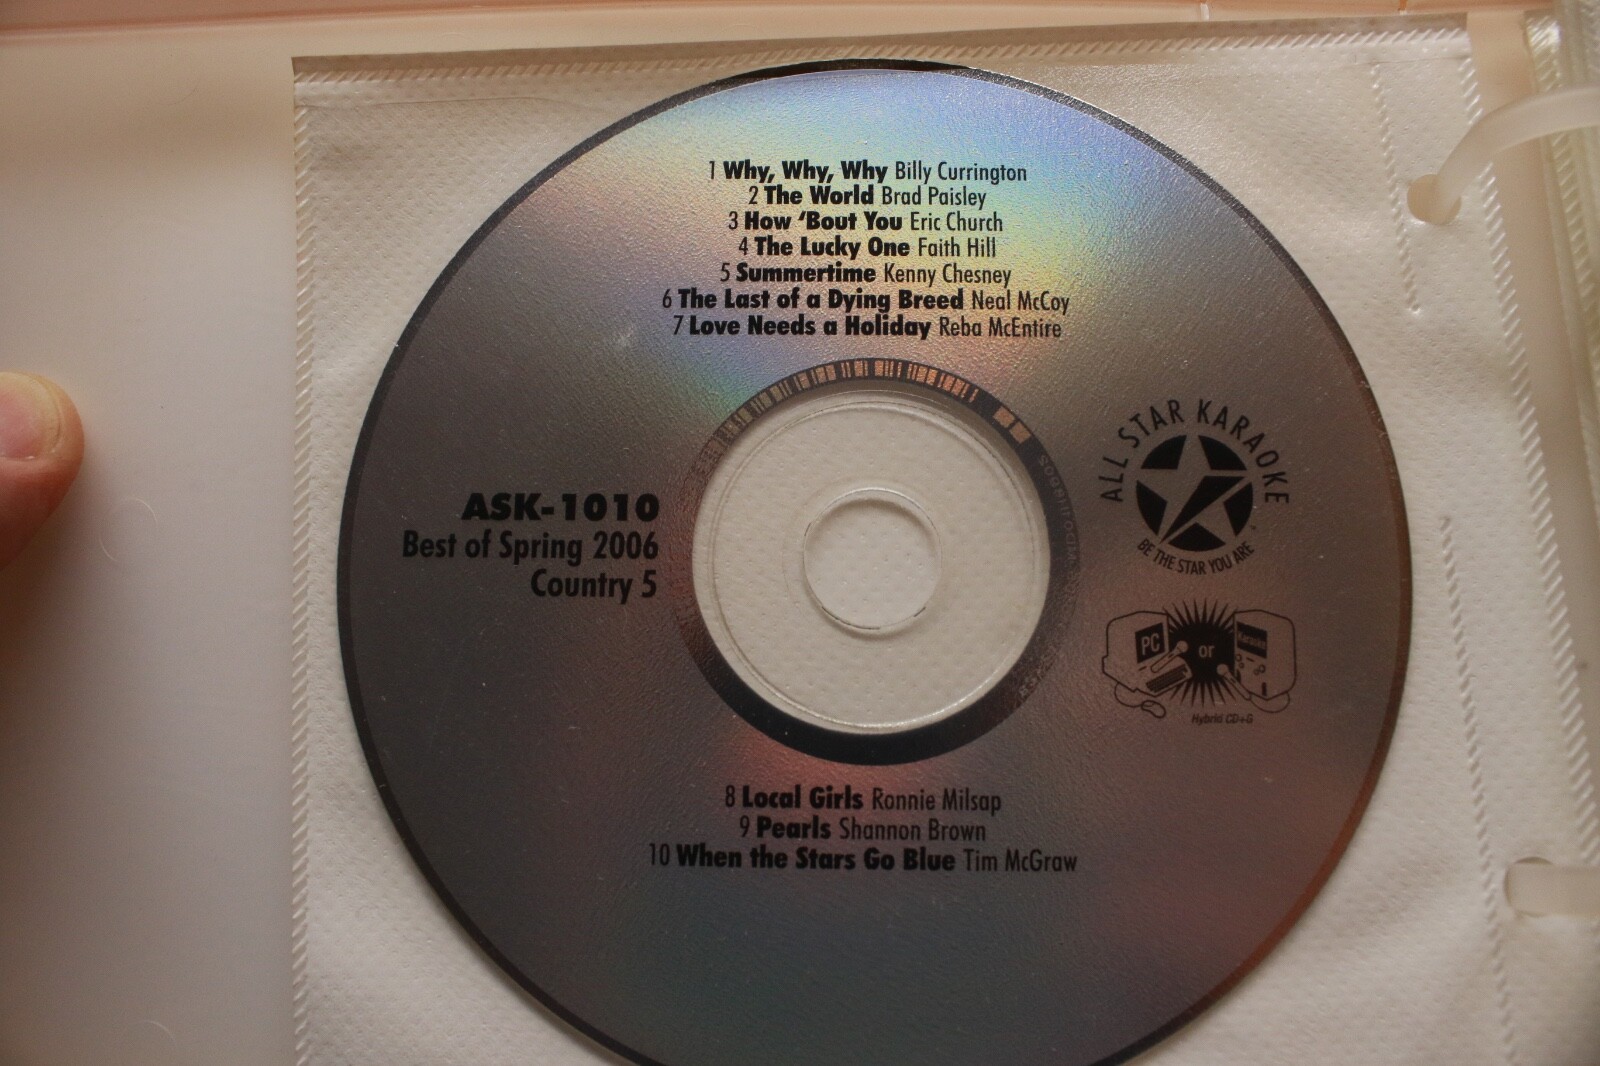 1 Why, Why, Why Billy Currington
2 The World Brad Paisley
3 How ‘Bout You Eric Church
4 The Lucky One Faith Hill
5 Summertime Kenny Chesney
6 The Last of a Dying Breed Neal McCoy
7 Love Needs a Holiday Reba McEntire
ASK-1010
Best of Spring 2006
Country 5
ALL STAR KARAOKE
BE THE STAR YOU ARE
PC or Karaoke
Hybrid CD+G
8 Local Girls Ronnie Milsap
9 Pearls Shannon Brown
10 When the Stars Go Blue Tim McGraw